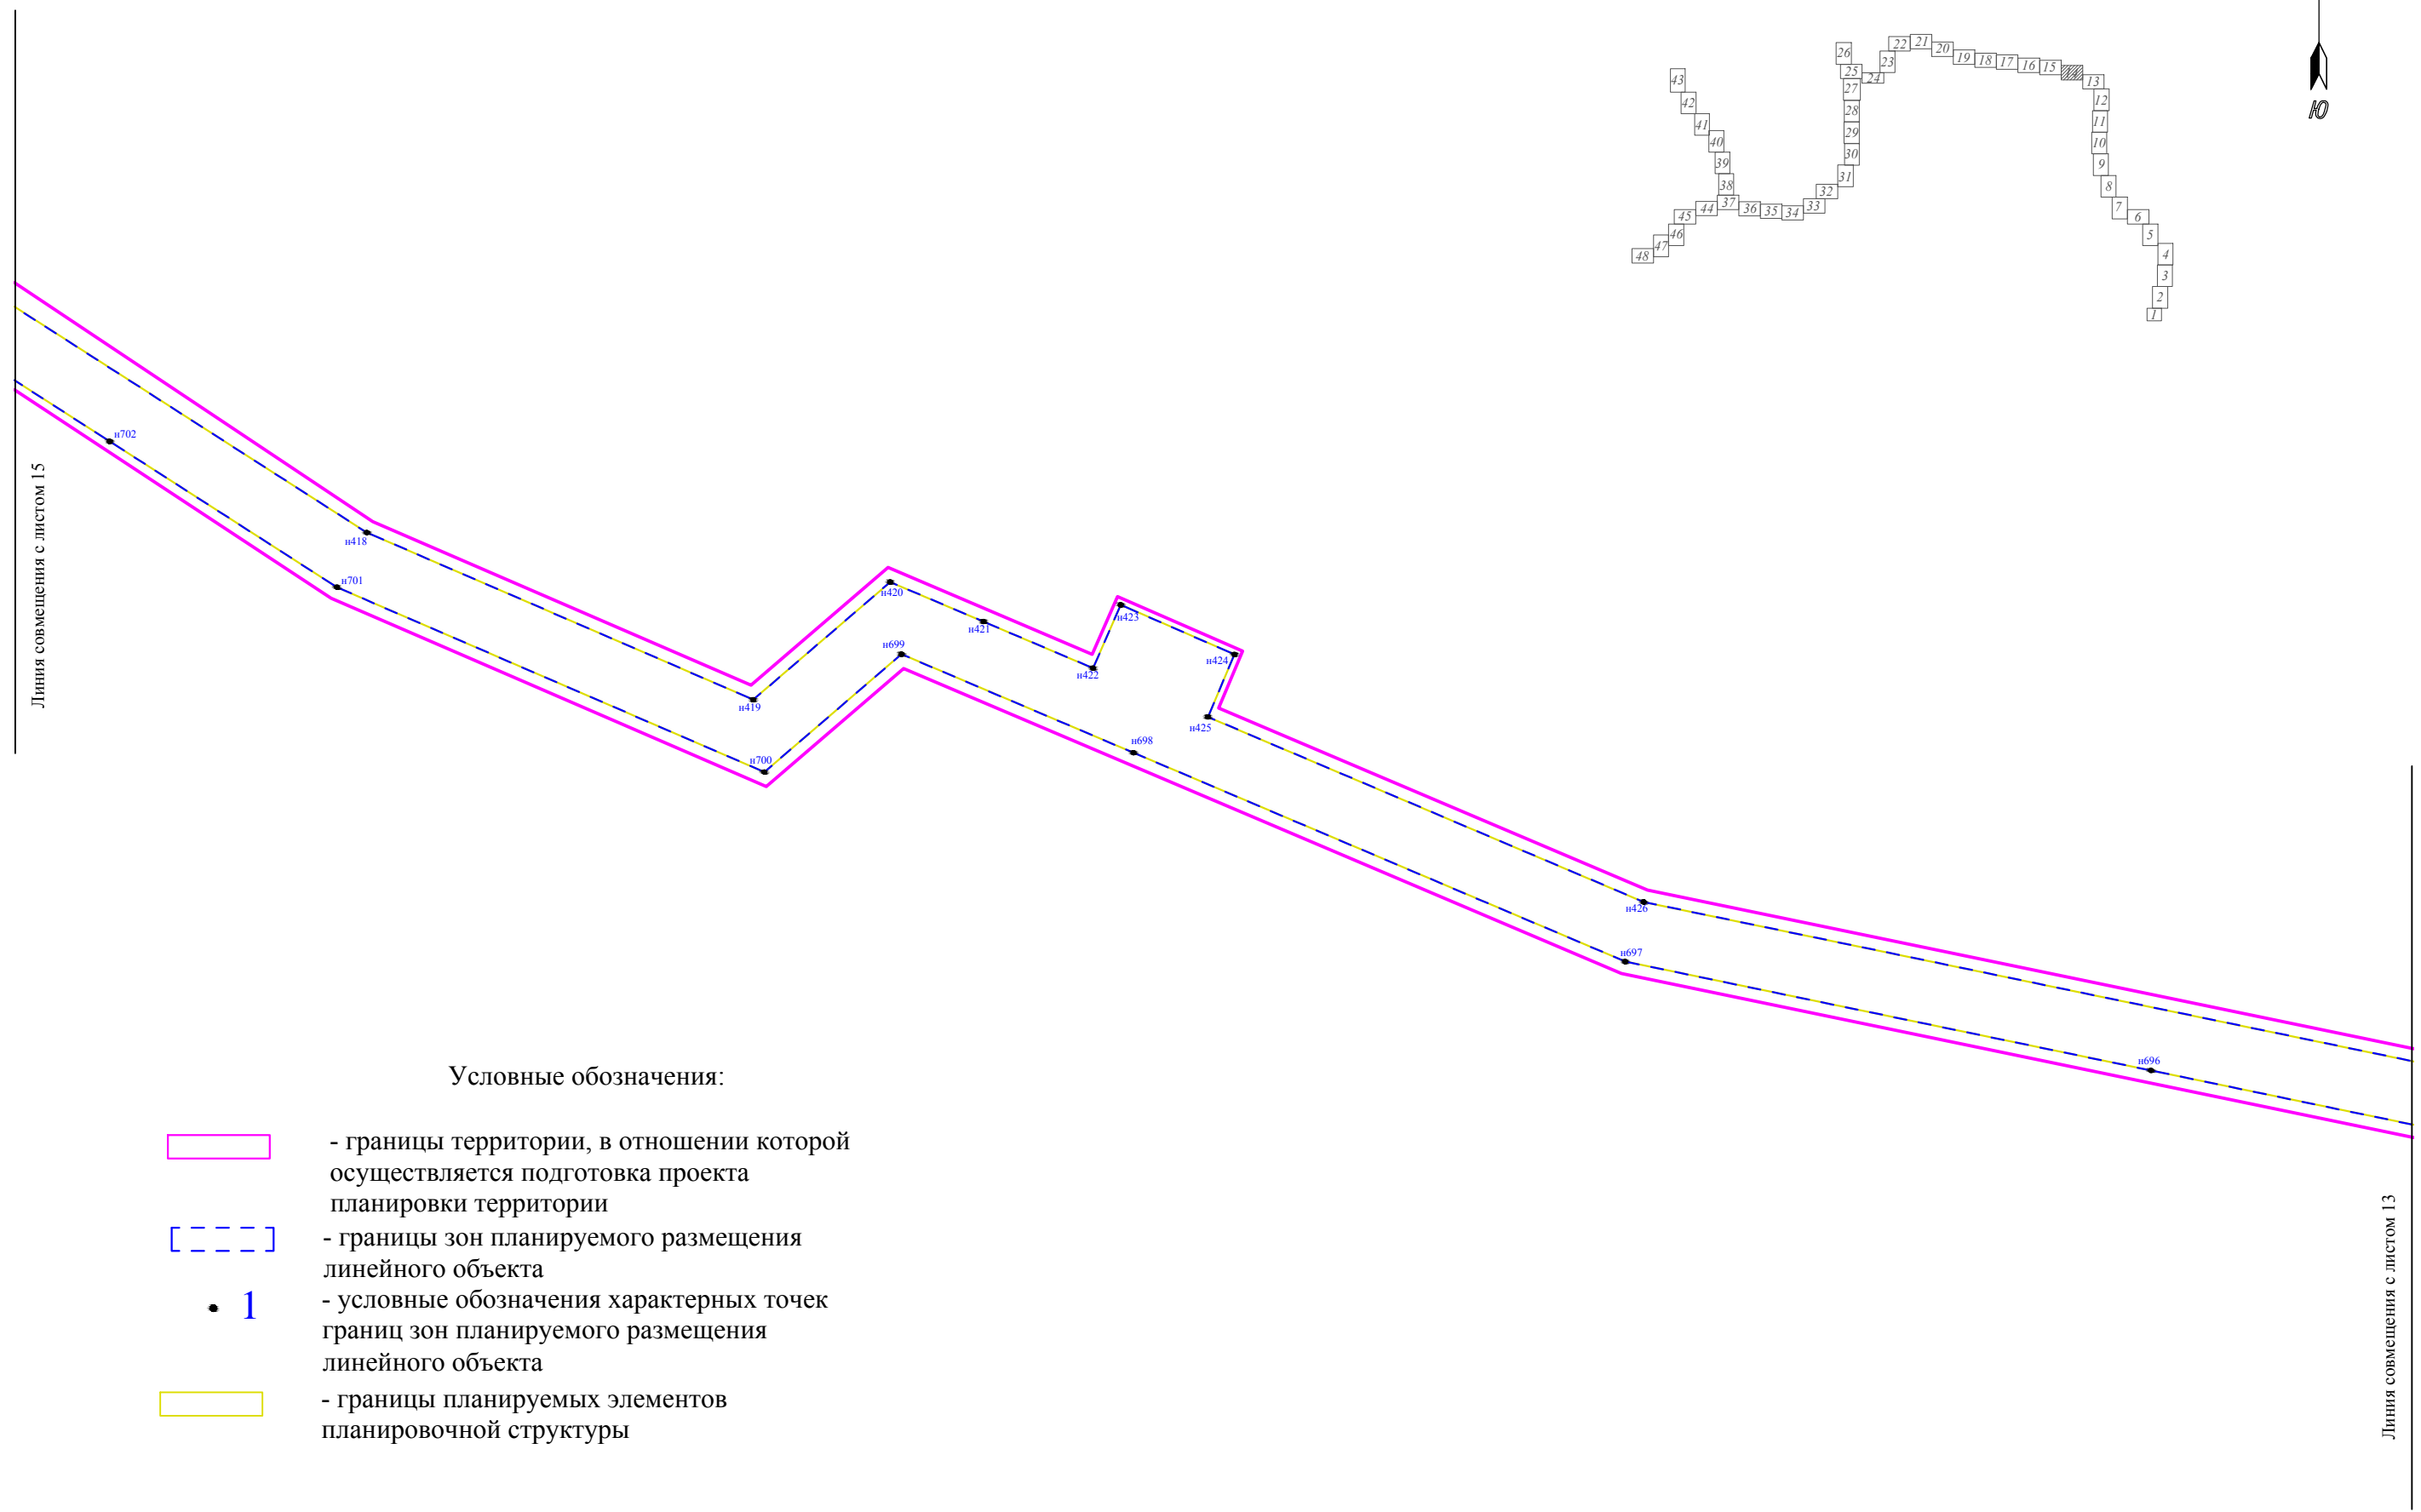 26
22
21
20
19
18
17
16
15
14
13
25
24
23
43
27
42
28
12
41
29
11
40
30
10
39
31
9
38
32
8
37
36
35
34
33
7
44
45
46
47
48
6
5
4
3
2
1
Ю
н702
н418
н701
н420
н421
н423
н699
н424
н422
н419
н425
н700
н698
н426
н697
н696
Линия совмещения с листом 15
Линия совмещения с листом 13
Условные обозначения:
- границы территории, в отношении которой
осуществляется подготовка проекта
планировки территории
- границы зон планируемого размещения
линейного объекта
1
- условные обозначения характерных точек
границ зон планируемого размещения
линейного объекта
- границы планируемых элементов
планировочной структуры